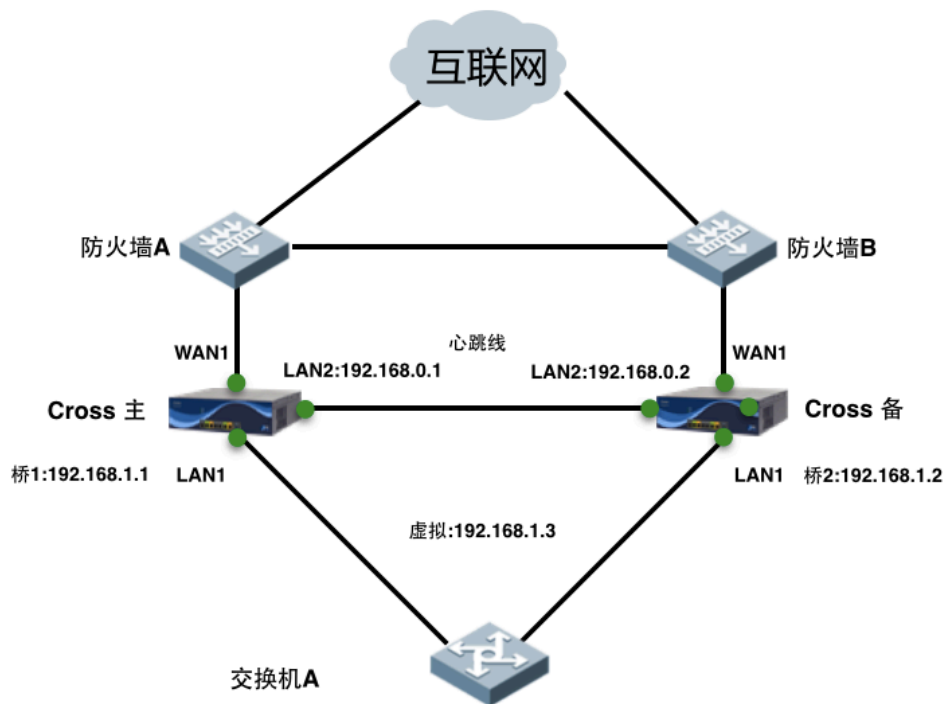 互联网
防火墙A
防火墙B
心跳线
WAN1
WAN1
LAN2:192.168.0.1
LAN2:192.168.0.2
Cross 主
Cross 备
桥1:192.168.1.1
LAN1
LAN1
桥2:192.168.1.2
虚拟:192.168.1.3
交换机A